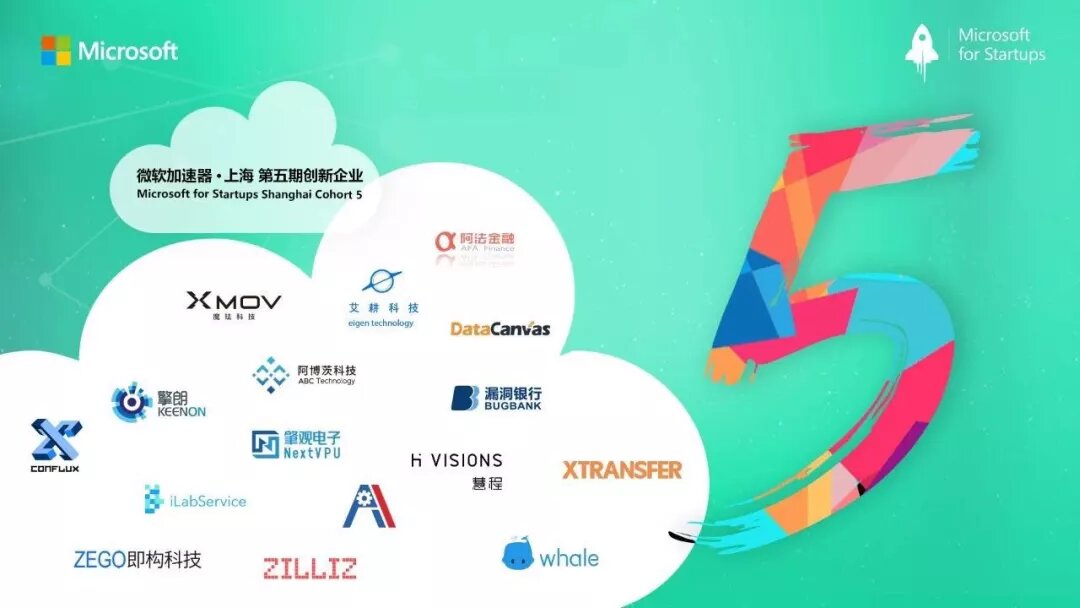 Microsoft
Microsoft
for Startups
微软加速器·上海 第五期创新企业
Microsoft for Startups Shanghai Cohort 5
阿法金融
AFA Finance
XMOV
魔珐科技
艾耕科技
eigen technology
DataCanvas
阿博茨科技
ABC Technology
擎朗
KEENON
漏洞银行
BUGBANK
CONFLUX
肇观电子
NextVPU
H VISIONS
慧程
XTRANSFER
iLabService
ZEGO即构科技
ZILLIZ
whale
5